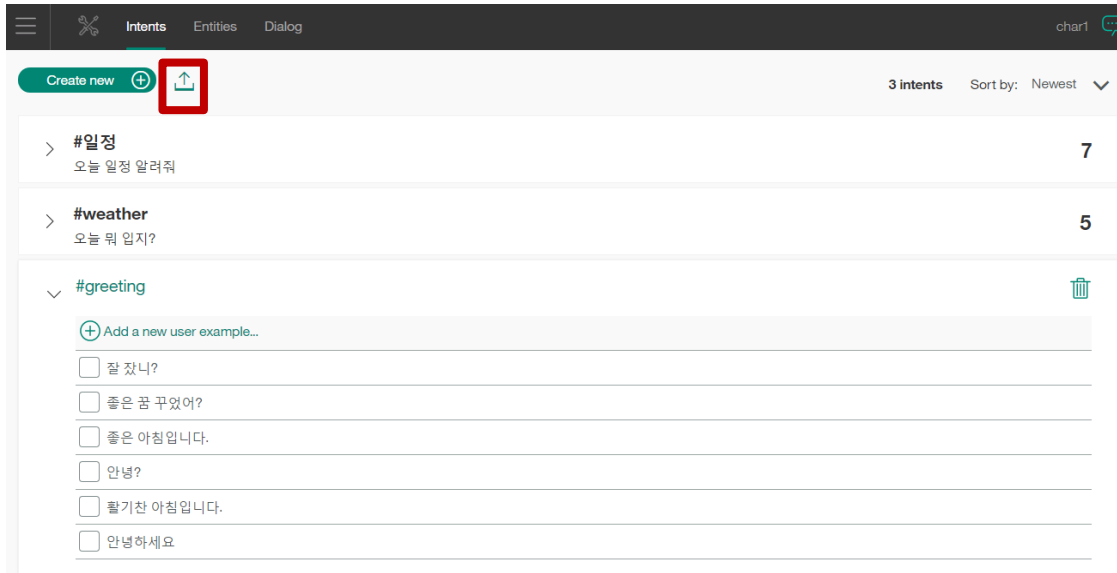 Intents Entities Dialog char1
Create new 3 intents Sort by: Newest
#일정
오늘 일정 알려줘
7
#weather
오늘 뭐 입지?
5
#greeting
Add a new user example...
잘 잤니?
좋은 꿈 꾸었어?
좋은 아침입니다.
안녕?
활기찬 아침입니다.
안녕하세요